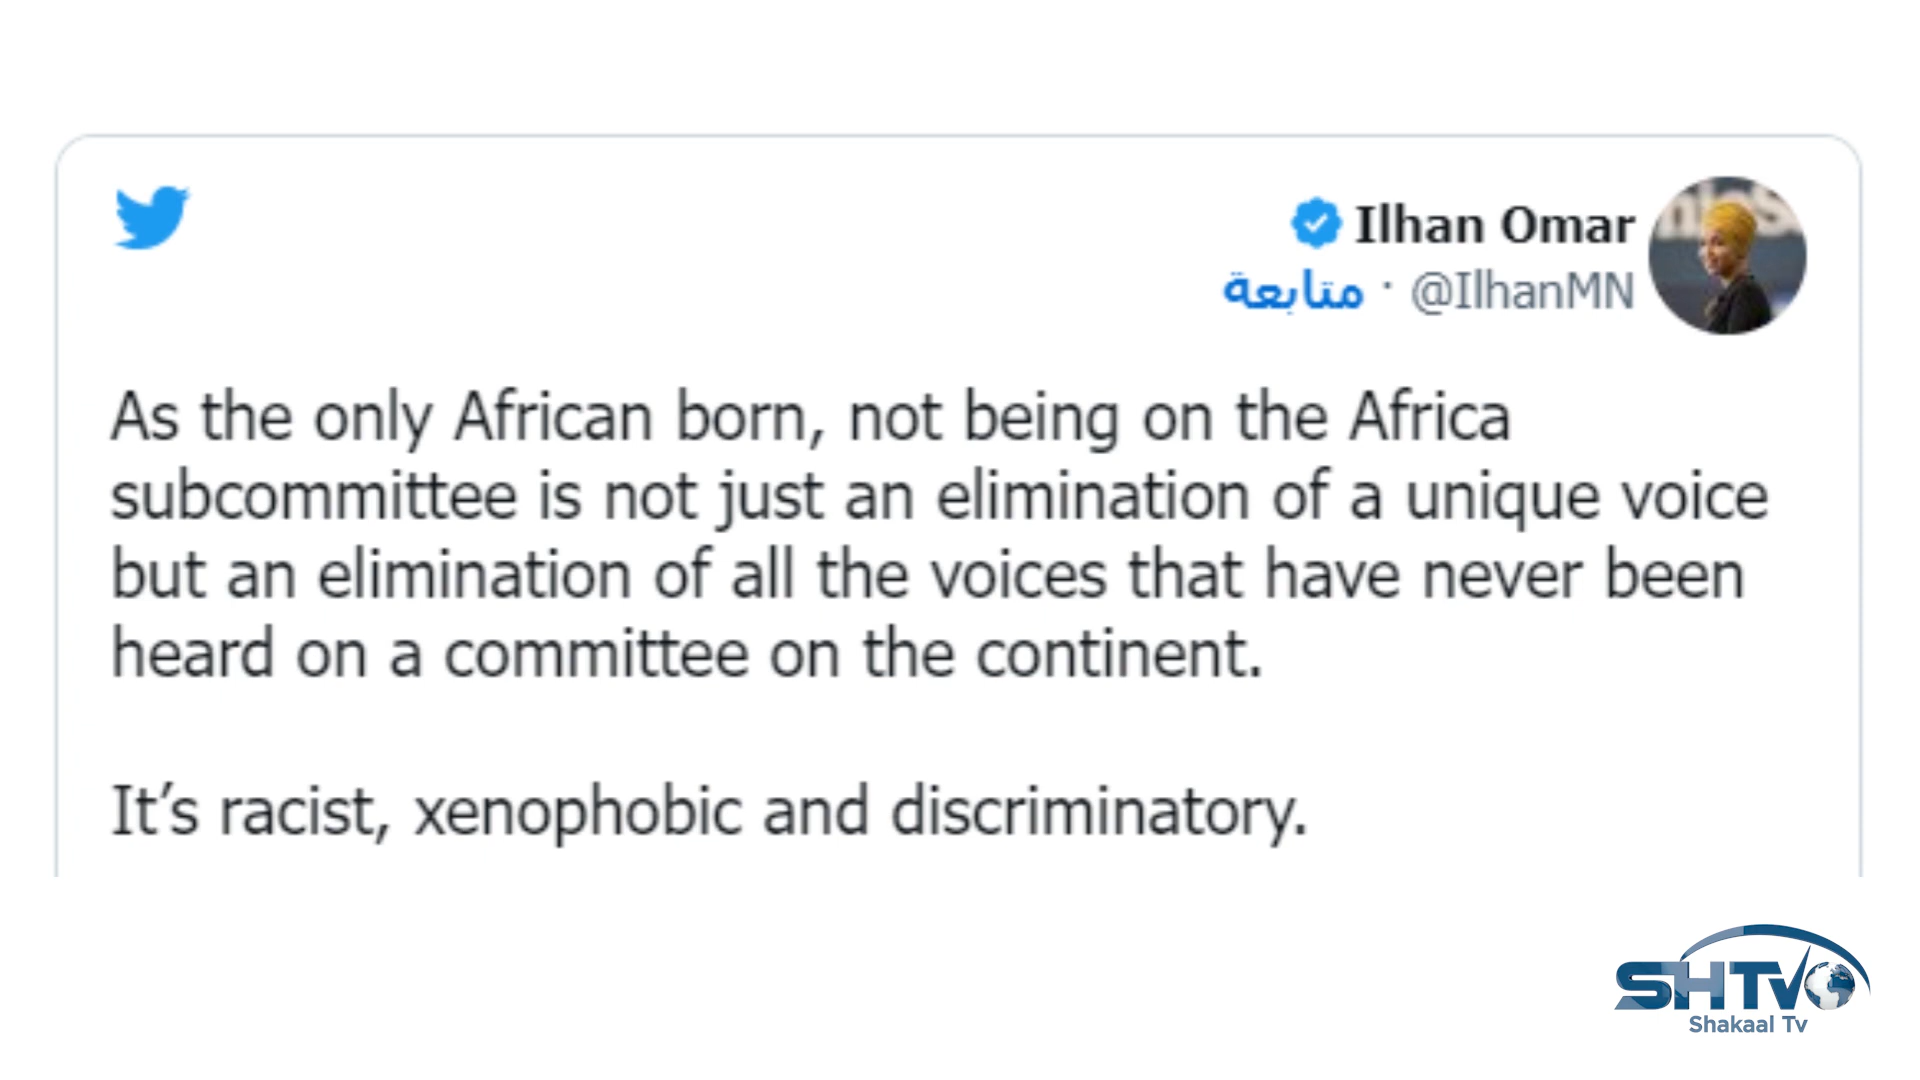 Ilhan Omar
متابعة · @IlhanMN
As the only African born, not being on the Africa
subcommittee is not just an elimination of a unique voice
but an elimination of all the voices that have never been
heard on a committee on the continent.
It’s racist, xenophobic and discriminatory.
SHTV
Shakaal Tv